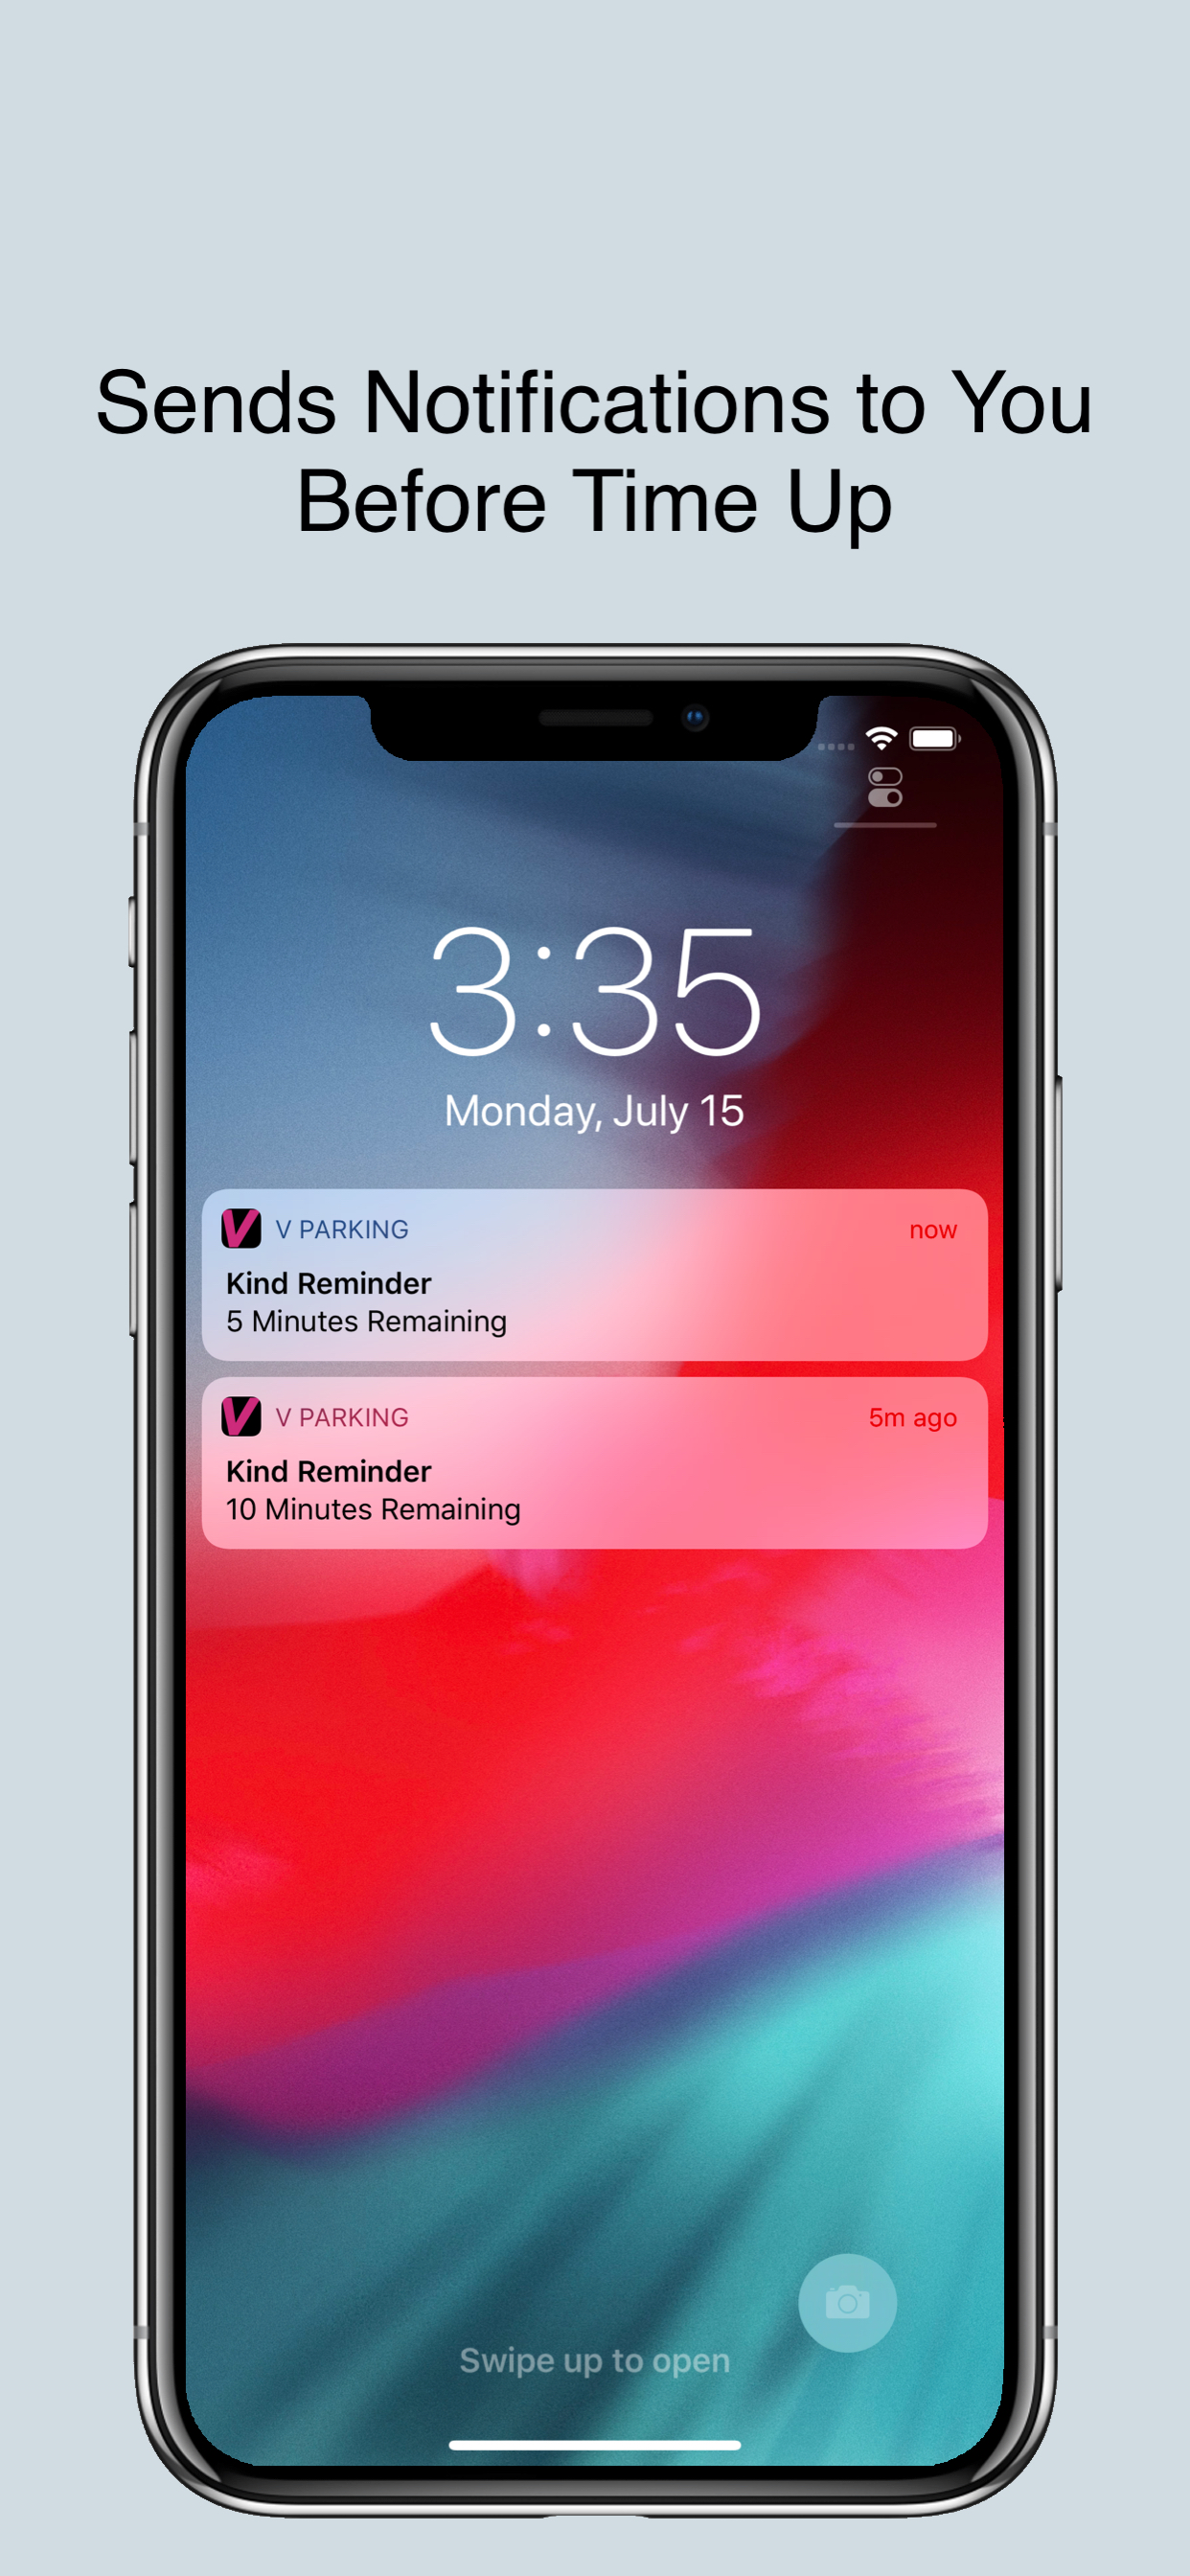 Sends Notifications to You
Before Time Up
3:35
Monday, July 15
V PARKING
now
Kind Reminder
5 Minutes Remaining
V PARKING
5m ago
Kind Reminder
10 Minutes Remaining
Swipe up to open